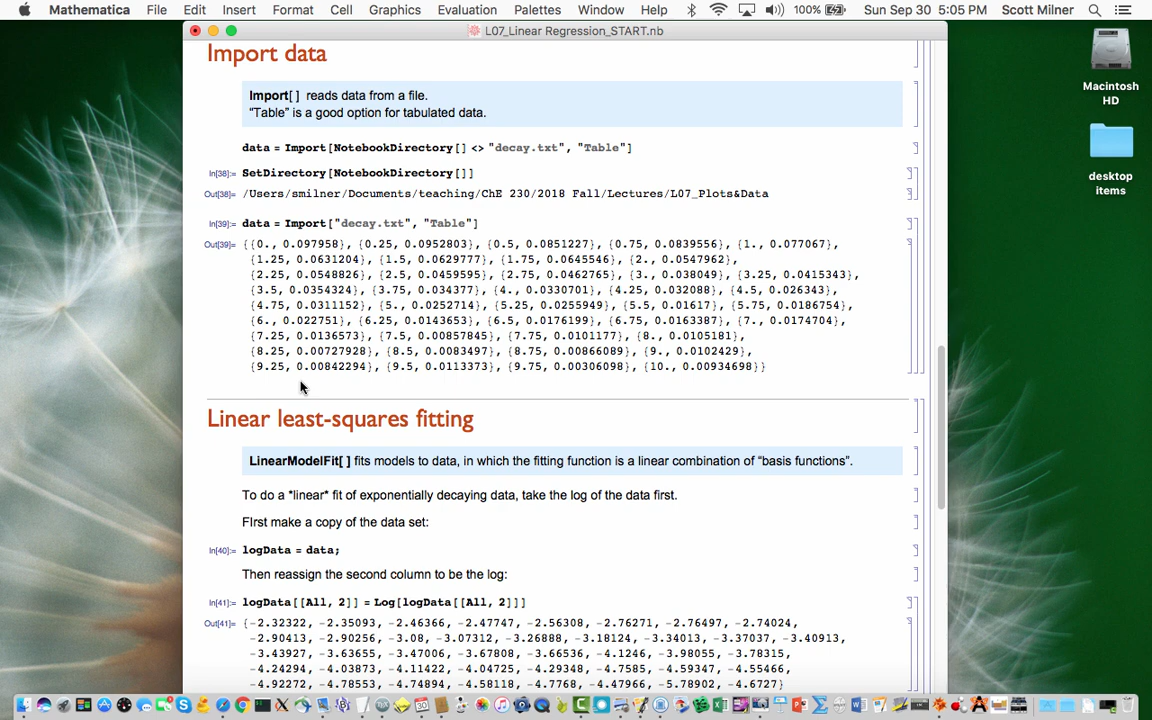 Mathematica File Edit Insert Format Cell Graphics Evaluation Palettes Window Help 100% Sun Sep 30 5:05 PM Scott Milner
L07_Linear Regression_START.nb
Macintosh HD
desktop items
Import data
Import[ ] reads data from a file.
"Table" is a good option for tabulated data.
data = Import[NotebookDirectory[] <> "decay.txt", "Table"]
In[38]:= SetDirectory[NotebookDirectory[]]
Out[38]= /Users/smilner/Documents/teaching/ChE 230/2018 Fall/Lectures/L07_Plots&Data
In[39]:= data = Import["decay.txt", "Table"]
Out[39]= {{0., 0.097958}, {0.25, 0.0952803}, {0.5, 0.0851227}, {0.75, 0.0839556}, {1., 0.077067},
{1.25, 0.0631204}, {1.5, 0.0629777}, {1.75, 0.0645546}, {2., 0.0547962},
{2.25, 0.0548826}, {2.5, 0.0459595}, {2.75, 0.0462765}, {3., 0.038049}, {3.25, 0.0415343},
{3.5, 0.0354324}, {3.75, 0.034377}, {4., 0.0330701}, {4.25, 0.032088}, {4.5, 0.026343},
{4.75, 0.0311152}, {5., 0.0252714}, {5.25, 0.0255949}, {5.5, 0.01617}, {5.75, 0.0186754},
{6., 0.022751}, {6.25, 0.0143653}, {6.5, 0.0176199}, {6.75, 0.0163387}, {7., 0.0174704},
{7.25, 0.0136573}, {7.5, 0.00857845}, {7.75, 0.0101177}, {8., 0.0105181},
{8.25, 0.00727928}, {8.5, 0.0083497}, {8.75, 0.00866089}, {9., 0.0102429},
{9.25, 0.00842294}, {9.5, 0.0113373}, {9.75, 0.00306098}, {10., 0.00934698}}
Linear least-squares fitting
LinearModelFit[ ] fits models to data, in which the fitting function is a linear combination of "basis functions".
To do a *linear* fit of exponentially decaying data, take the log of the data first.
FIrst make a copy of the data set:
In[40]:= logData = data;
Then reassign the second column to be the log:
In[41]:= logData[[All, 2]] = Log[logData[[All, 2]]]
Out[41]= {-2.32322, -2.35093, -2.46366, -2.47747, -2.56308, -2.76271, -2.76497, -2.74024,
-2.90413, -2.90256, -3.08, -3.07312, -3.26888, -3.18124, -3.34013, -3.37037, -3.40913,
-3.43927, -3.63655, -3.47006, -3.67808, -3.66536, -4.1246, -3.98055, -3.78315,
-4.24294, -4.03873, -4.11422, -4.04725, -4.29348, -4.7585, -4.59347, -4.55466,
-4.92272, -4.78553, -4.74894, -4.58118, -4.7768, -4.47966, -5.78902, -4.6727}